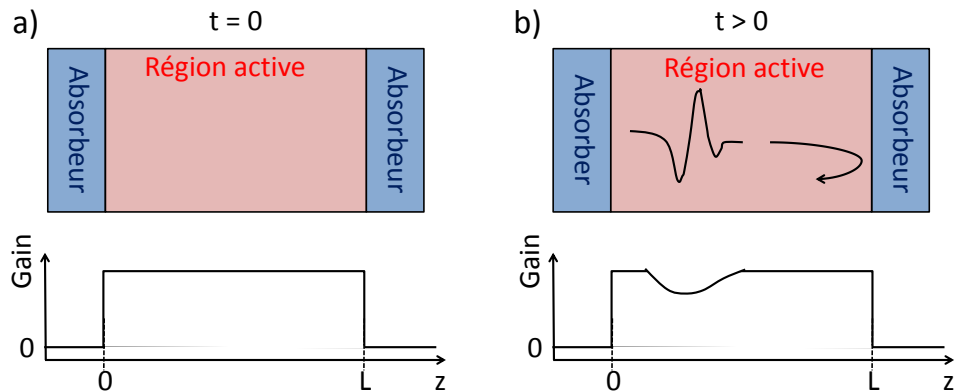 a)
t = 0
Absorbeur
Région active
Absorbeur
Gain
0
0
L
z
b)
t > 0
Absorber
Région active
Absorbeur
Gain
0
0
L
z